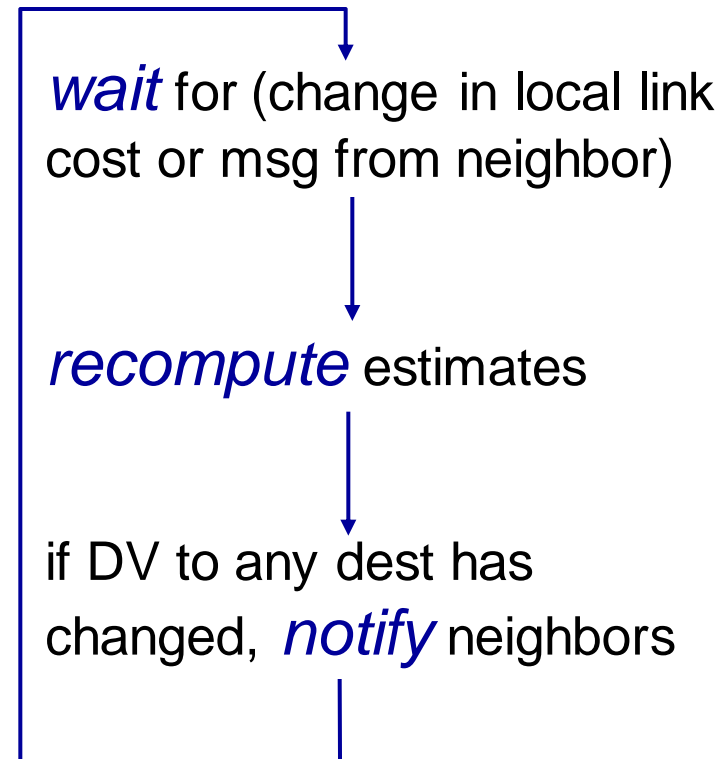 wait for (change in local link
cost or msg from neighbor)
recompute estimates
if DV to any dest has
changed, notify neighbors